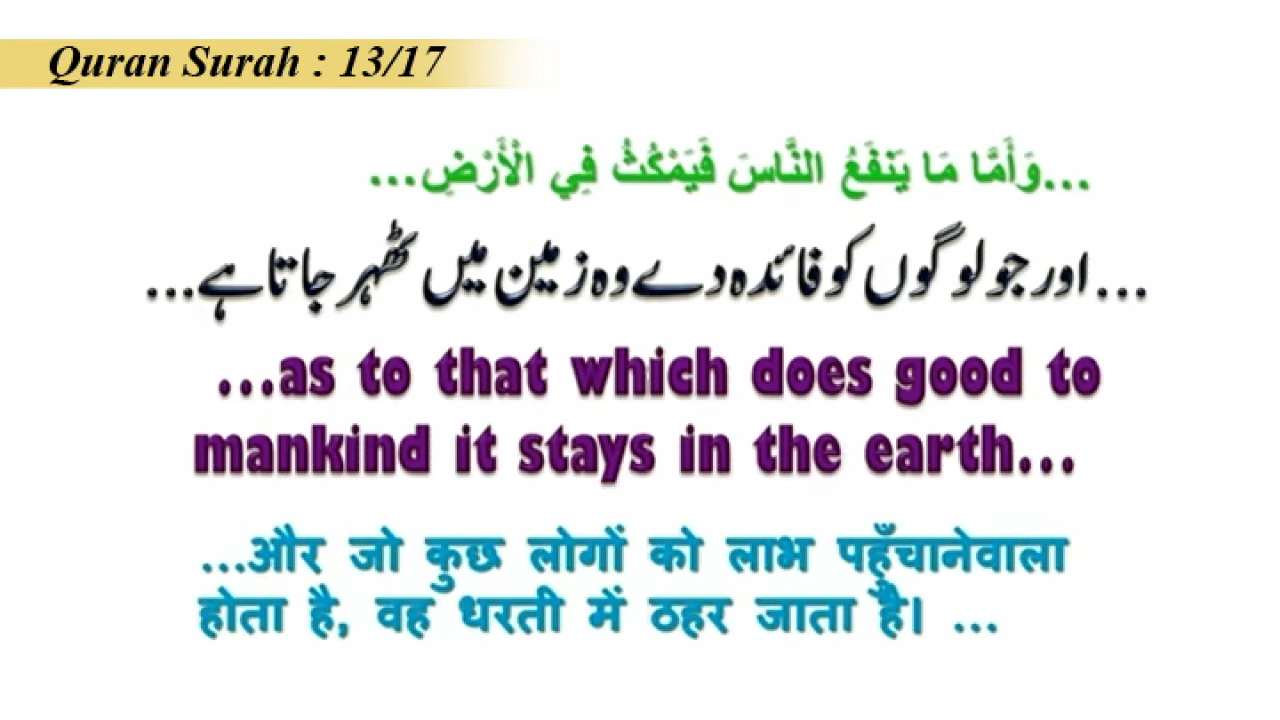 Quran Surah : 13/17
...وَأَمَّا مَا يَنفَعُ النَّاسَ فَيَمْكُثُ فِي الْأَرْضِ...
...اور جو لوگوں کو فائدہ دے وہ زمین میں ٹھہر جاتا ہے...
...as to that which does good to
mankind it stays in the earth...
...और जो कुछ लोगों को लाभ पहुँचानेवाला
होता है, वह धरती में ठहर जाता है। ...